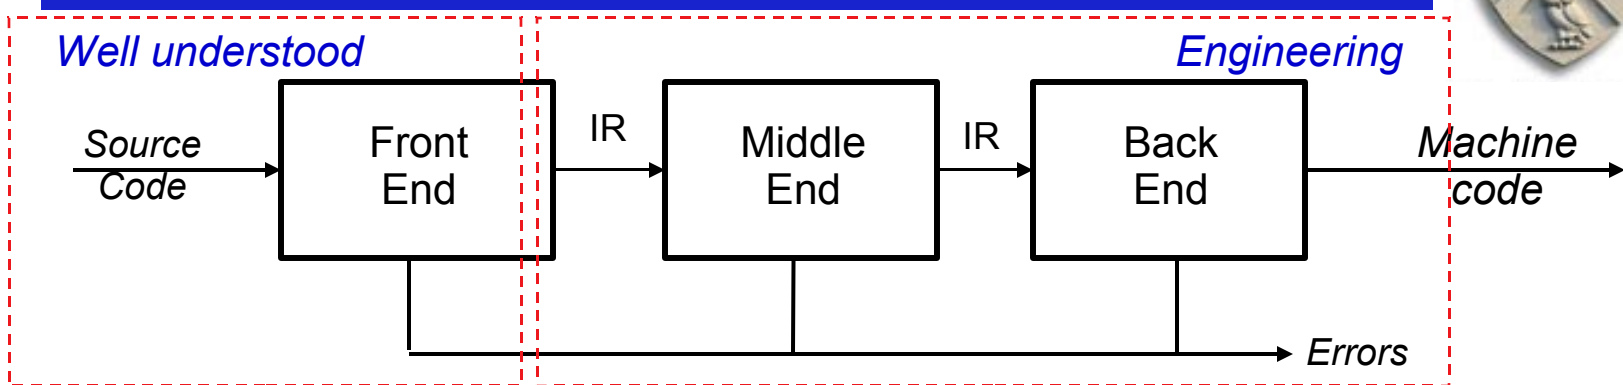 Well understood
Engineering
Source
Code
Front
End
IR
Middle
End
IR
Back
End
Machine
code
Errors